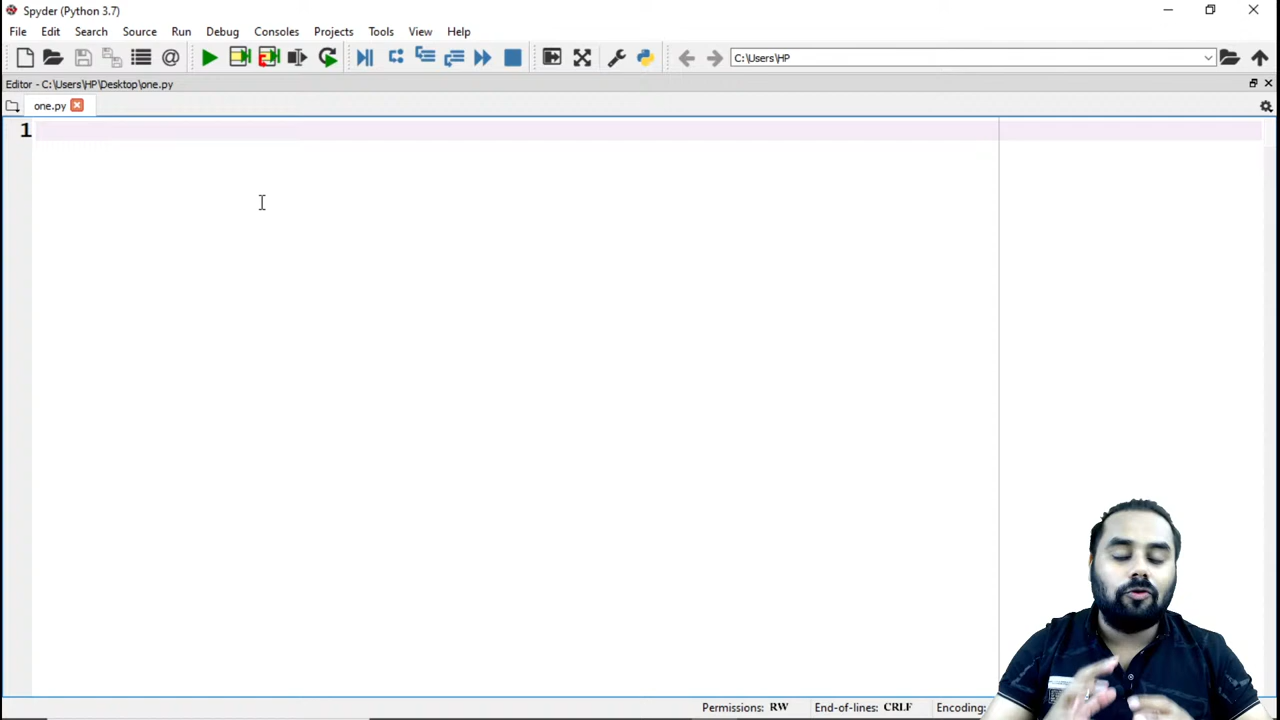 Spyder (Python 3.7)
File Edit Search Source Run Debug Consoles Projects Tools View Help
@ C:\Users\HP
Editor - C:\Users\HP\Desktop\one.py
one.py
1
Permissions: RW End-of-lines: CRLF Encoding: